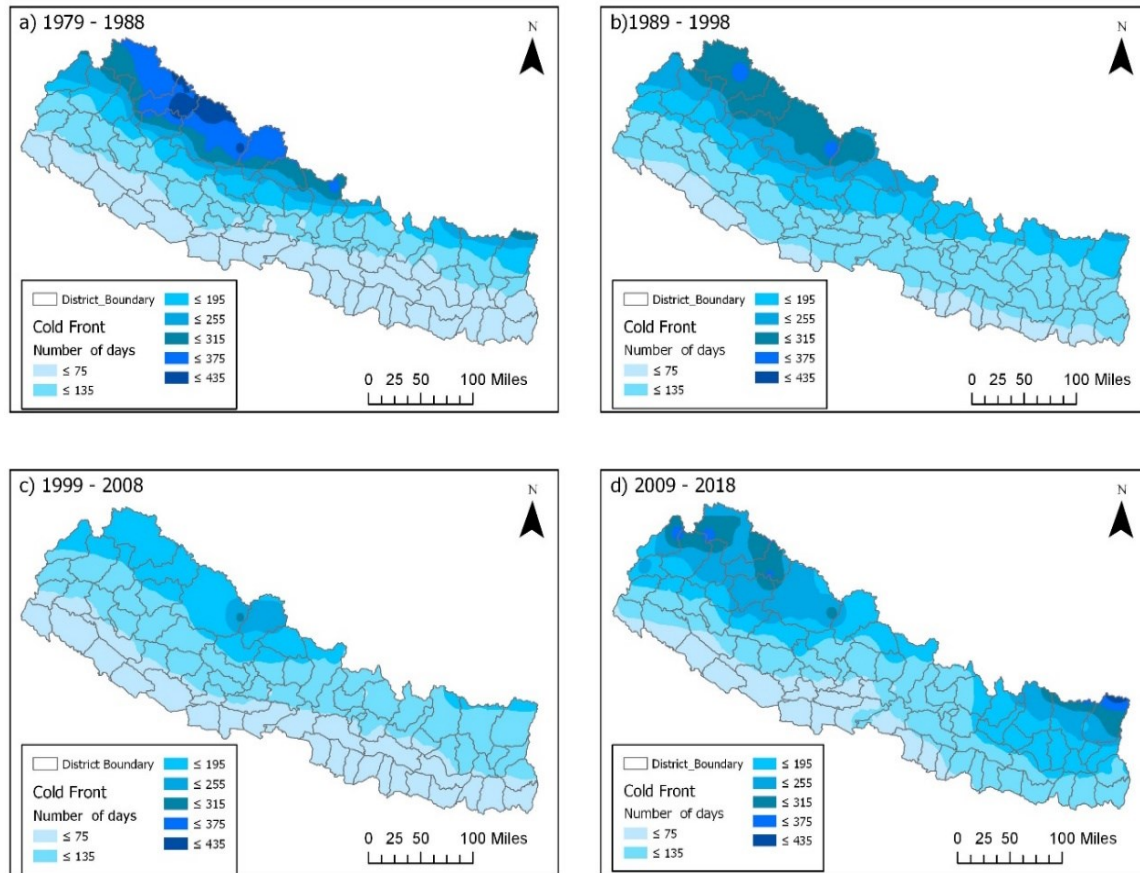 a) 1979 - 1988
N
District_Boundary
Cold Front
Number of days
≤ 75
≤ 135
≤ 195
≤ 255
≤ 315
≤ 375
≤ 435
0 25 50 100 Miles
b)1989 - 1998
N
District_Boundary
Cold Front
Number of days
≤ 75
≤ 135
≤ 195
≤ 255
≤ 315
≤ 375
≤ 435
0 25 50 100 Miles
c) 1999 - 2008
N
District Boundary
Cold Front
Number of days
≤ 75
≤ 135
≤ 195
≤ 255
≤ 315
≤ 375
≤ 435
0 25 50 100 Miles
d) 2009 - 2018
N
District_Boundary
Cold Front
Number of days
≤ 75
≤ 135
≤ 195
≤ 255
≤ 315
≤ 375
≤ 435
0 25 50 100 Miles